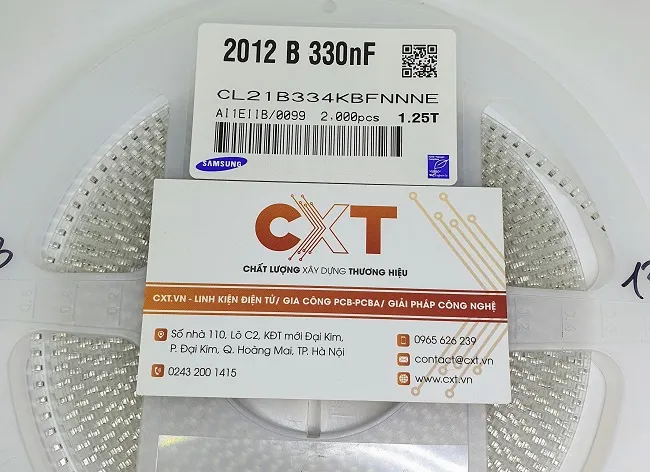 2012 B 330nF
CL21B334KBFNNNE
AI1EI1B/0099 2.000pcs 1.25T
SAMSUNG
CXT
CHẤT LƯỢNG XÂY DỰNG THƯƠNG HIỆU
CXT.VN - LINH KIỆN ĐIỆN TỬ/ GIA CÔNG PCB-PCBA/ GIẢI PHÁP CÔNG NGHỆ
Số nhà 110, Lô C2, KĐT mới Đại Kim,
P. Đại Kim, Q. Hoàng Mai, TP. Hà Nội
0243 200 1415
0965 626 239
contact@cxt.vn
www.cxt.vn